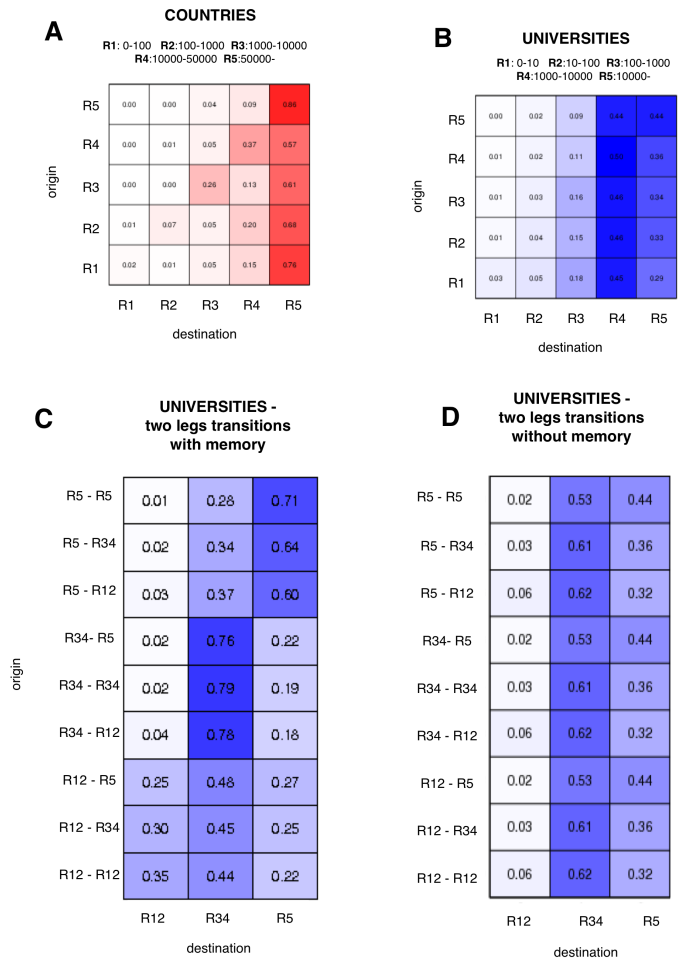 A
COUNTRIES
R1: 0-100 R2:100-1000 R3:1000-10000
R4:10000-50000 R5:50000-
origin
R5 0.00 0.00 0.04 0.09 0.86
R4 0.00 0.01 0.05 0.37 0.57
R3 0.00 0.00 0.26 0.13 0.61
R2 0.01 0.07 0.05 0.20 0.68
R1 0.02 0.01 0.05 0.15 0.76
R1 R2 R3 R4 R5
destination
B
UNIVERSITIES
R1: 0-10 R2:10-100 R3:100-1000
R4:1000-10000 R5:10000-
origin
R5 0.00 0.02 0.09 0.44 0.44
R4 0.01 0.02 0.11 0.36
R3 0.01 0.03 0.16 0.46 0.34
R2 0.01 0.04 0.15 0.46 0.33
R1 0.03 0.05 0.18 0.45 0.29
R1 R2 R3 R4 R5
destination
C
UNIVERSITIES -
two legs transitions
with memory
origin
R5 - R5 0.01 0.28 0.71
R5 - R34 0.02 0.34 0.64
R5 - R12 0.03 0.37 0.60
R34- R5 0.02 0.76 0.22
R34 - R34 0.02 0.79 0.19
R34 - R12 0.04 0.78 0.18
R12 - R5 0.25 0.48 0.27
R12 - R34 0.30 0.45 0.25
R12 - R12 0.35 0.44 0.22
R12 R34 R5
destination
D
UNIVERSITIES -
two legs transitions
without memory
R5 - R5 0.02 0.53 0.44
R5 - R34 0.03 0.61 0.36
R5 - R12 0.06 0.62 0.32
R34- R5 0.02 0.53 0.44
R34 - R34 0.03 0.61 0.36
R34 - R12 0.06 0.62 0.32
R12 - R5 0.02 0.53 0.44
R12 - R34 0.03 0.61 0.36
R12 - R12 0.06 0.62 0.32
R12 R34 R5
destination